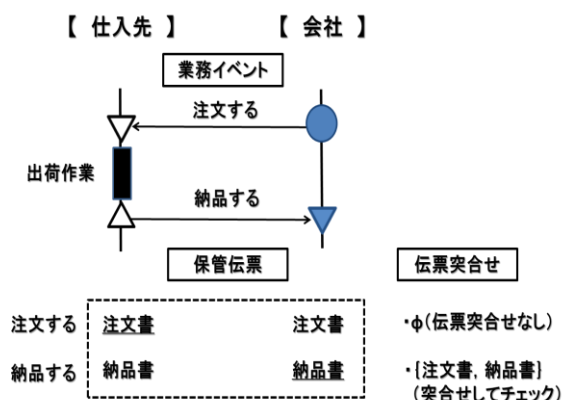 【 仕入先 】 【 会社 】
業務イベント
注文する
出荷作業
納品する
保管伝票 伝票突合せ
注文する 注文書 注文書 ・φ(伝票突合せなし)
納品する 納品書 納品書 ・{注文書, 納品書}
(突合せしてチェック)